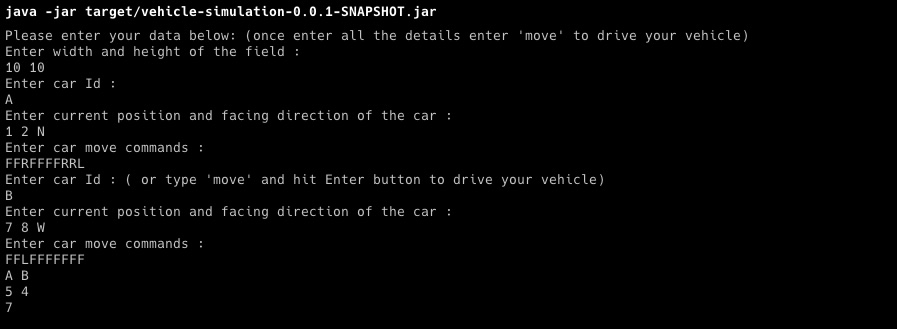 java -jar target/vehicle-simulation-0.0.1-SNAPSHOT.jar
Please enter your data below: (once enter all the details enter 'move' to drive your vehicle)
Enter width and height of the field :
10 10
Enter car Id :
A
Enter current position and facing direction of the car :
1 2 N
Enter car move commands :
FFRFFFFRRL
Enter car Id : ( or type 'move' and hit Enter button to drive your vehicle)
B
Enter current position and facing direction of the car :
7 8 W
Enter car move commands :
FFLFFFFFFF
A B
5 4
7